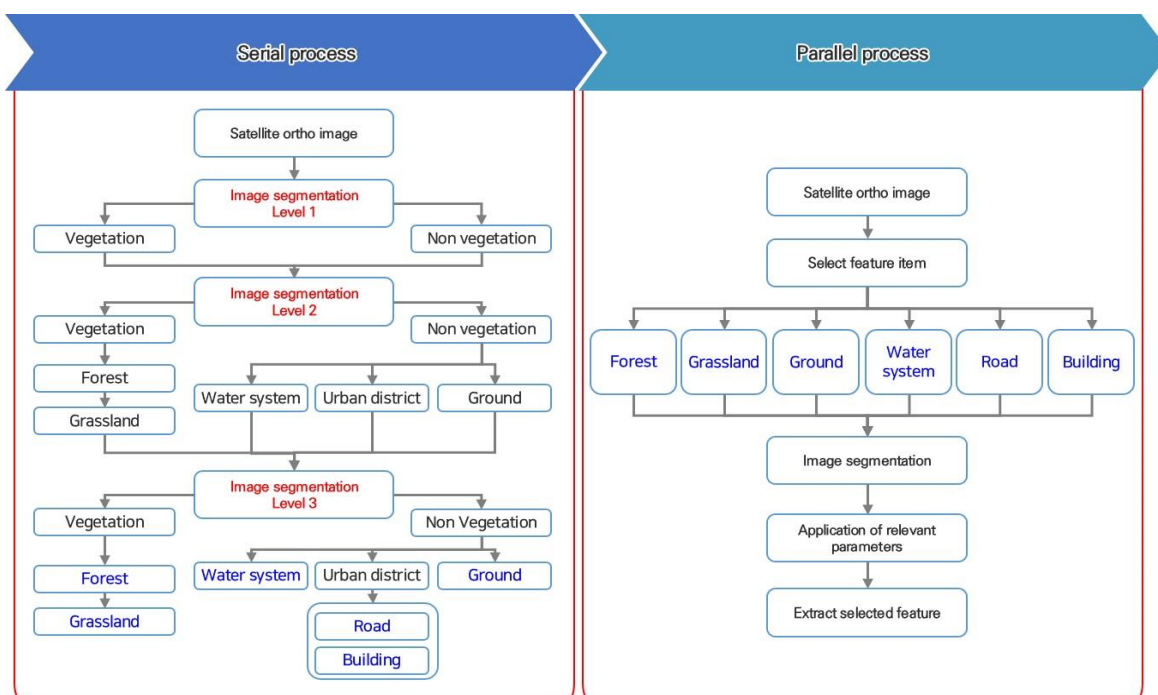 Serial process
Satellite ortho image
Image segmentation
Level 1
Vegetation
Non vegetation
Image segmentation
Level 2
Vegetation
Non vegetation
Forest
Grassland
Water system
Urban district
Ground
Image segmentation
Level 3
Vegetation
Non Vegetation
Forest
Grassland
Water system
Urban district
Ground
Road
Building
Parallel process
Satellite ortho image
Select feature item
Forest
Grassland
Ground
Water
system
Road
Building
Image segmentation
Application of relevant
parameters
Extract selected feature